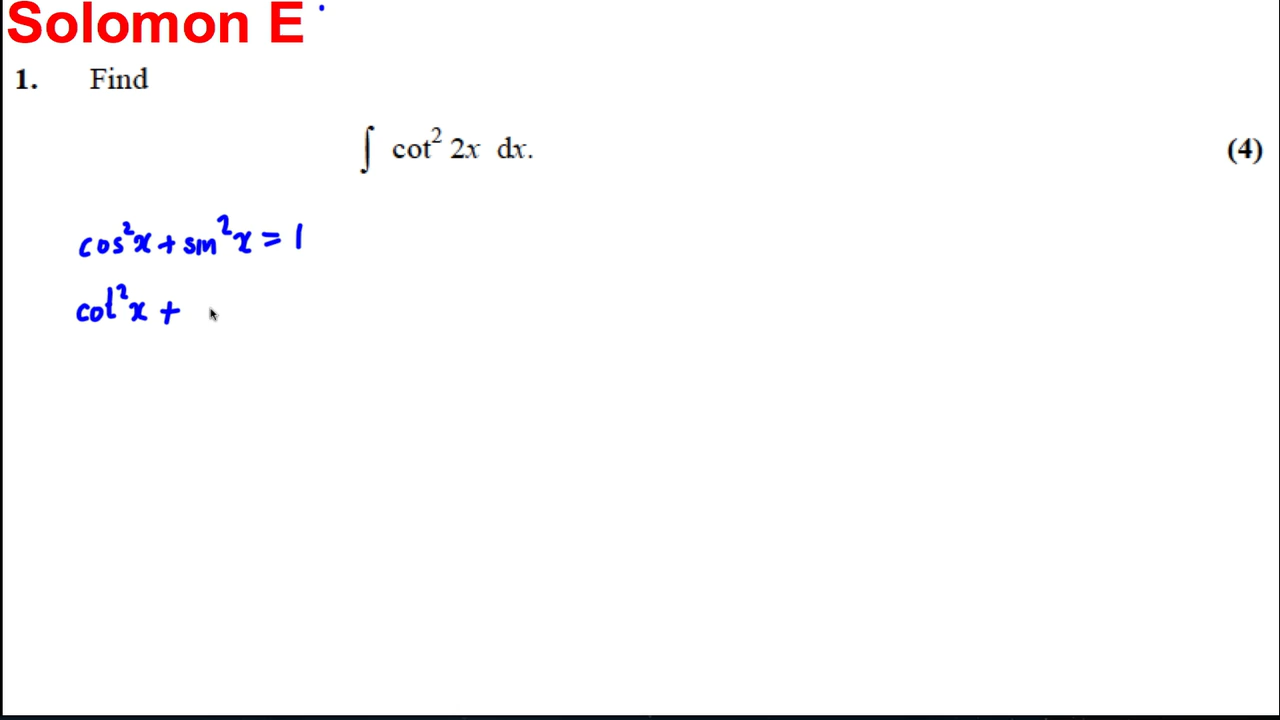 Solomon E
1. Find
∫ cot² 2x dx. (4)
cos²x + sin²x = 1
cot²x +